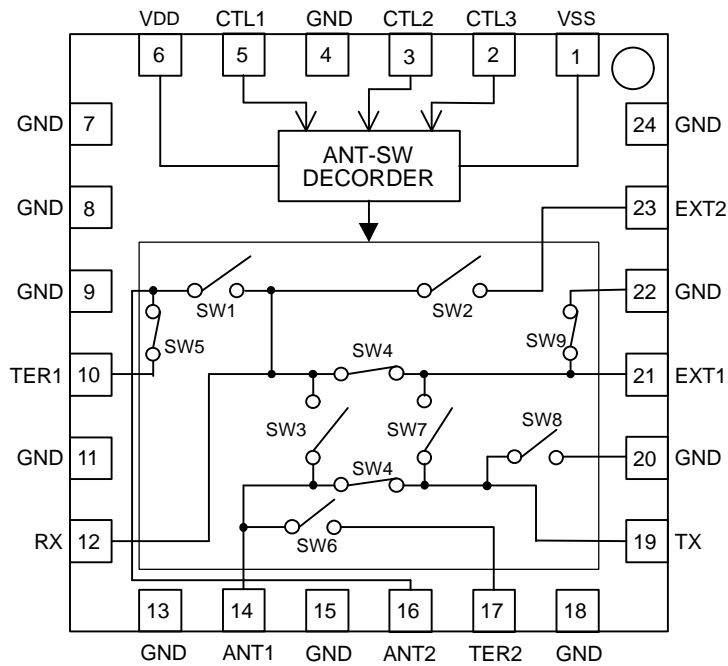 VDD CTL1 GND CTL2 CTL3 VSS
6 5 4 3 2 1
GND 7 24 GND
ANT-SW
DECORDER
GND 8 23 EXT2
GND 9 22 GND
SW1 SW2
SW5 SW4 SW9
TER1 10 21 EXT1
SW3 SW7 SW8
GND 11 20 GND
SW4
RX 12 19 TX
SW6
13 14 15 16 17 18
GND ANT1 GND ANT2 TER2 GND